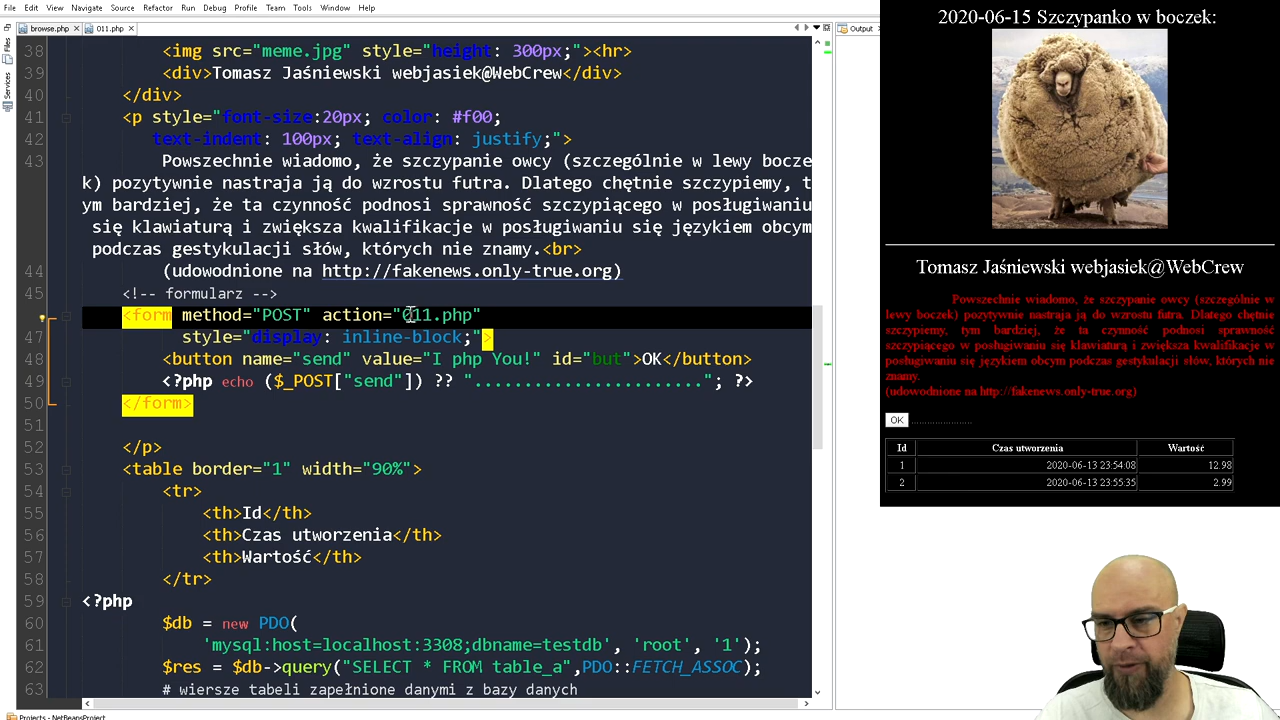 File Edit View Navigate Source Refactor Run Debug Profile Team Tools Window Help
browse.php 011.php
Output
Files
Services
38 <img src="meme.jpg" style="height: 300px;"><hr>
39 <div>Tomasz Jaśniewski webjasiek@WebCrew</div>
40 </div>
41 <p style="font-size:20px; color: #f00;
42 text-indent: 100px; text-align: justify;">
43 Powszechnie wiadomo, że szczypanie owcy (szczególnie w lewy bocze
k) pozytywnie nastraja ją do wzrostu futra. Dlatego chętnie szczypiemy, t
ym bardziej, że ta czynność podnosi sprawność szczypiącego w posługiwaniu
się klawiaturą i zwiększa kwalifikacje w posługiwaniu się językiem obcym
podczas gestykulacji słów, których nie znamy.<br>
44 (udowodnione na http://fakenews.only-true.org)
45 <!-- formularz -->
<form method="POST" action="011.php"
47 style="display: inline-block;">
48 <button name="send" value="I php You!" id="but">OK</button>
49 <?php echo ($_POST["send"]) ?? "......................."; ?>
50 </form>
51
52 </p>
53 <table border="1" width="90%">
54 <tr>
55 <th>Id</th>
56 <th>Czas utworzenia</th>
57 <th>Wartość</th>
58 </tr>
59 <?php
60 $db = new PDO(
61 'mysql:host=localhost:3308;dbname=testdb', 'root', '1');
62 $res = $db->query("SELECT * FROM table_a",PDO::FETCH_ASSOC);
63 # wiersze tabeli zapełnione danymi z bazy danych
Projects - NetBeansProject
2020-06-15 Szczypanko w boczek:
Tomasz Jaśniewski webjasiek@WebCrew
Powszechnie wiadomo, że szczypanie owcy (szczególnie w
lewy boczek) pozytywnie nastraja ją do wzrostu futra. Dlatego chętnie
szczypiemy, tym bardziej, że ta czynność podnosi sprawność
szczypiącego w posługiwaniu się klawiaturą i zwiększa kwalifikacje w
posługiwaniu się językiem obcym podczas gestykulacji słów, których nie
znamy.
(udowodnione na http://fakenews.only-true.org)
OK .......................
Id Czas utworzenia Wartość
1 2020-06-13 23:54:08 12.98
2 2020-06-13 23:55:35 2.99